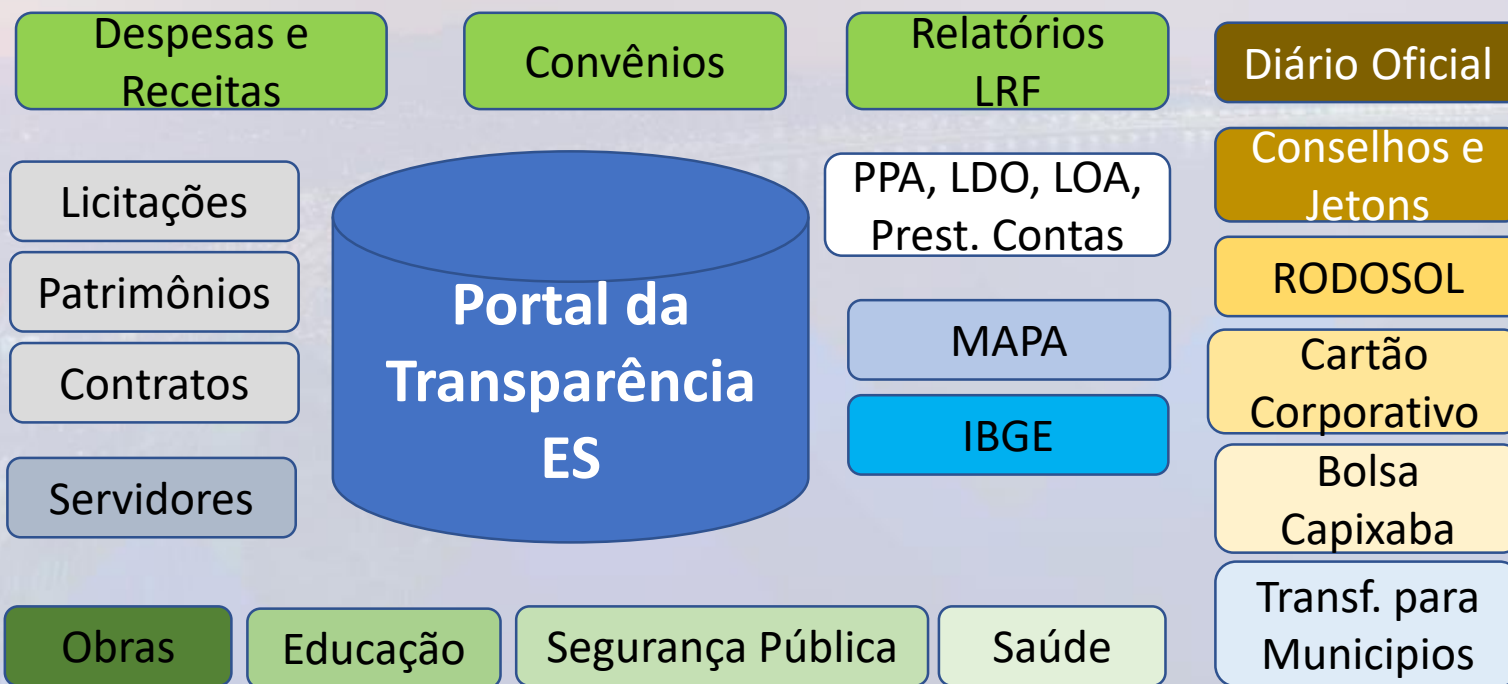 Despesas e
Receitas
Convênios
Relatórios
LRF
Diário Oficial
Conselhos e
Jetons
Licitações
PPA, LDO, LOA,
Prest. Contas
Patrimônios
RODOSOL
Portal da
Transparência
ES
MAPA
Contratos
Cartão
Corporativo
IBGE
Servidores
Bolsa
Capixaba
Transf. para
Municipios
Obras
Educação
Segurança Pública
Saúde